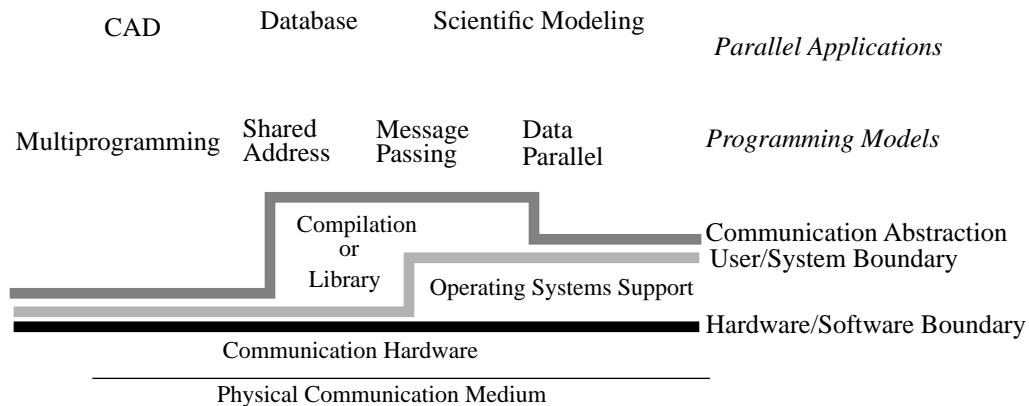 CAD
Database
Scientific Modeling
Parallel Applications
Multiprogramming
Shared
Address
Message
Passing
Data
Parallel
Programming Models
Compilation
or
Library
Communication Abstraction
User/System Boundary
Operating Systems Support
Hardware/Software Boundary
Communication Hardware
Physical Communication Medium